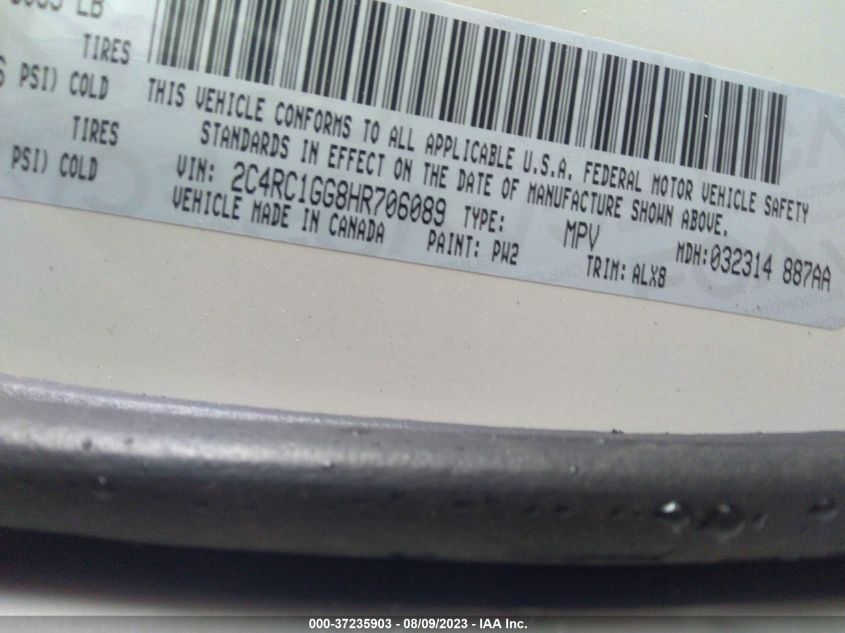 TIRES
PSI) COLD
TIRES
PSI) COLD
THIS VEHICLE CONFORMS TO ALL APPLICABLE U.S.A. FEDERAL MOTOR VEHICLE SAFETY
STANDARDS IN EFFECT ON THE DATE OF MANUFACTURE SHOWN ABOVE.
VIN: 2C4RC1GG8HR706089 TYPE: MPV MDH:032314 887AA
VEHICLE MADE IN CANADA PAINT: PW2 TRIM: ALX8
000-37235903 - 08/09/2023 - IAA Inc.